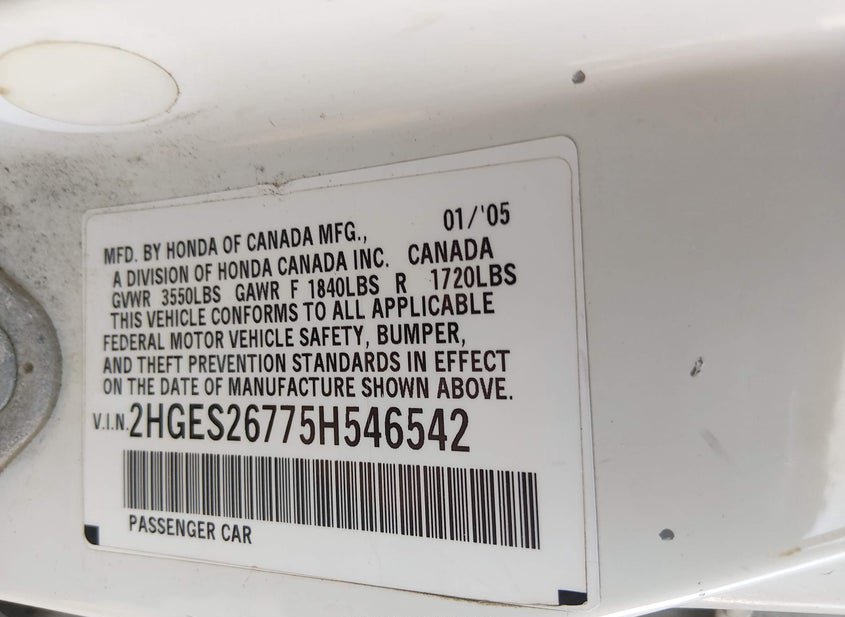 01/'05
MFD. BY HONDA OF CANADA MFG.,
A DIVISION OF HONDA CANADA INC. CANADA
GVWR 3550LBS GAWR F 1840LBS R 1720LBS
THIS VEHICLE CONFORMS TO ALL APPLICABLE
FEDERAL MOTOR VEHICLE SAFETY, BUMPER,
AND THEFT PREVENTION STANDARDS IN EFFECT
ON THE DATE OF MANUFACTURE SHOWN ABOVE.
V.I.N. 2HGES26775H546542
PASSENGER CAR